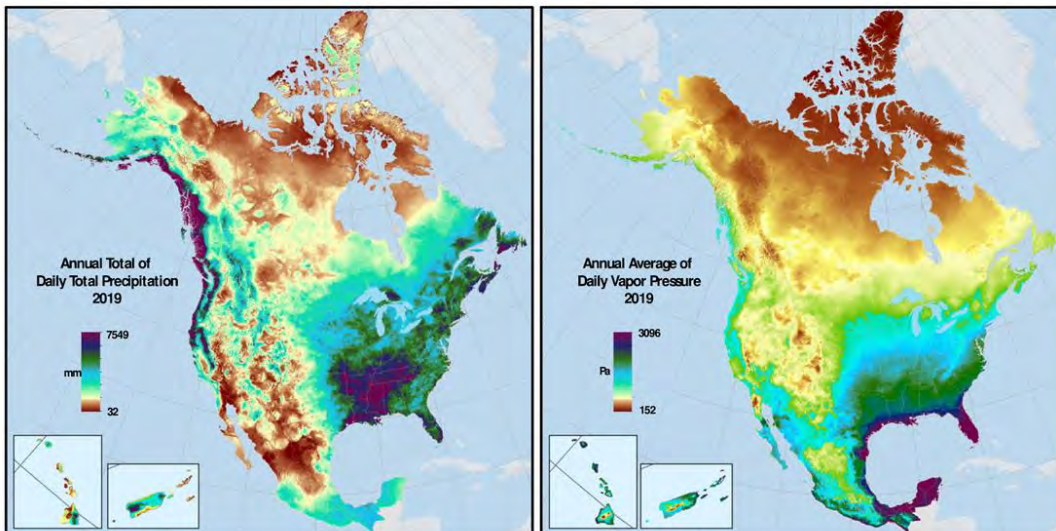 Annual Total of
Daily Total Precipitation
2019
7549
mm
32
Annual Average of
Daily Vapor Pressure
2019
3096
Pa
152